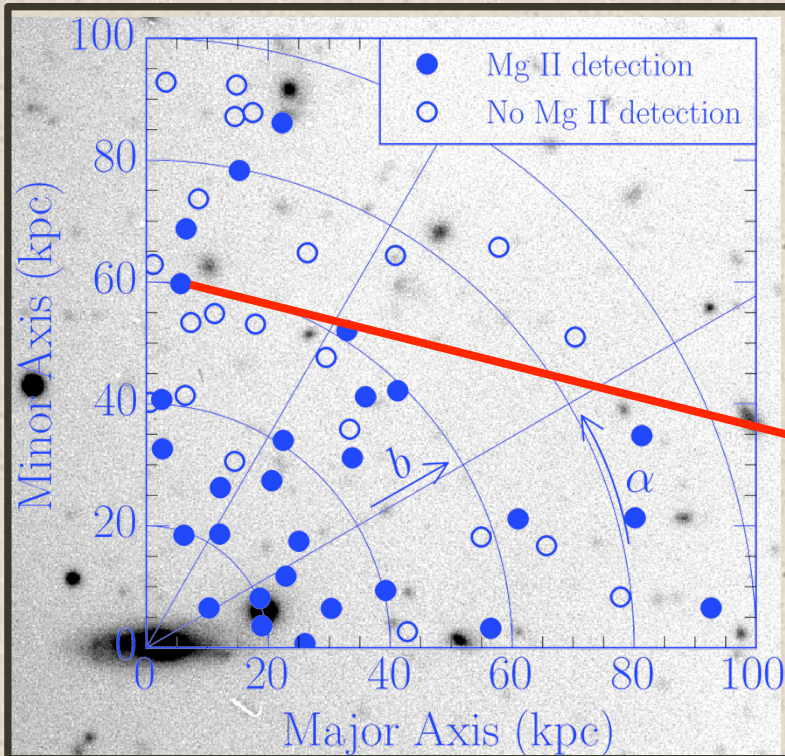 100
Mg II detection
No Mg II detection
80
60
40
20
0
Minor Axis (kpc)
b
α
0 20 40 60 80 100
Major Axis (kpc)